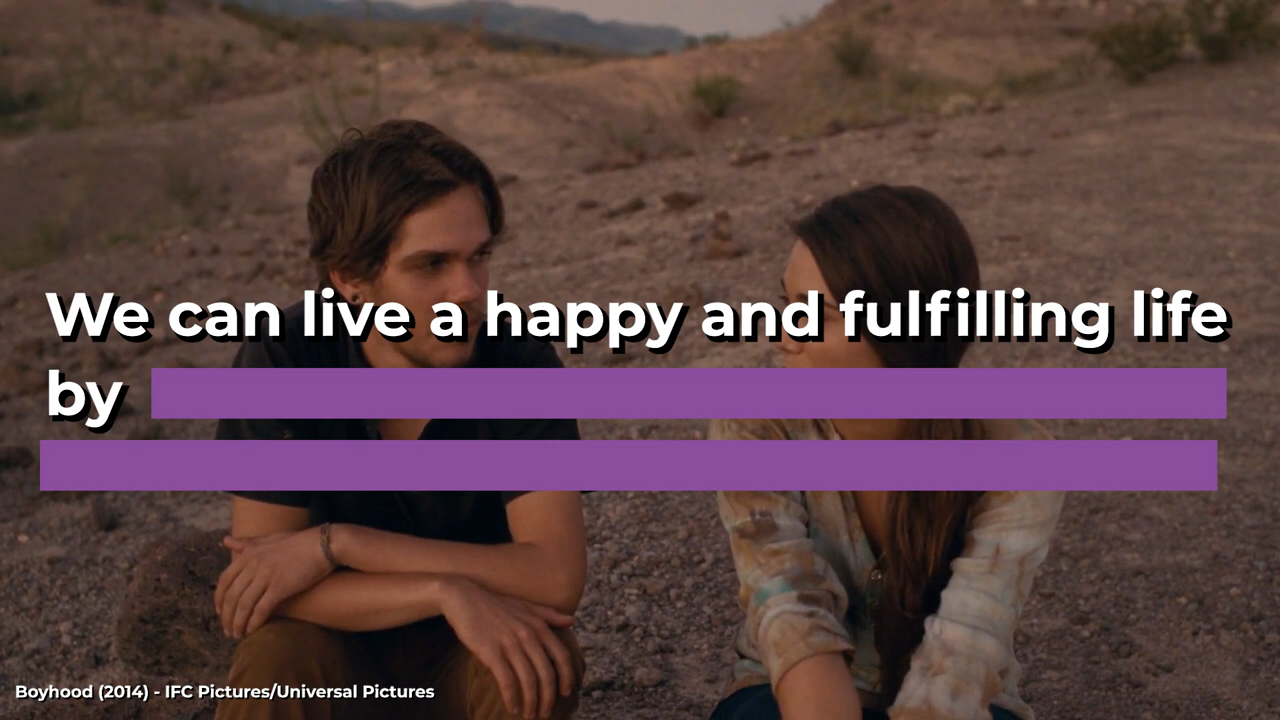 We can live a happy and fulfilling life
by
Boyhood (2014) - IFC Pictures/Universal Pictures